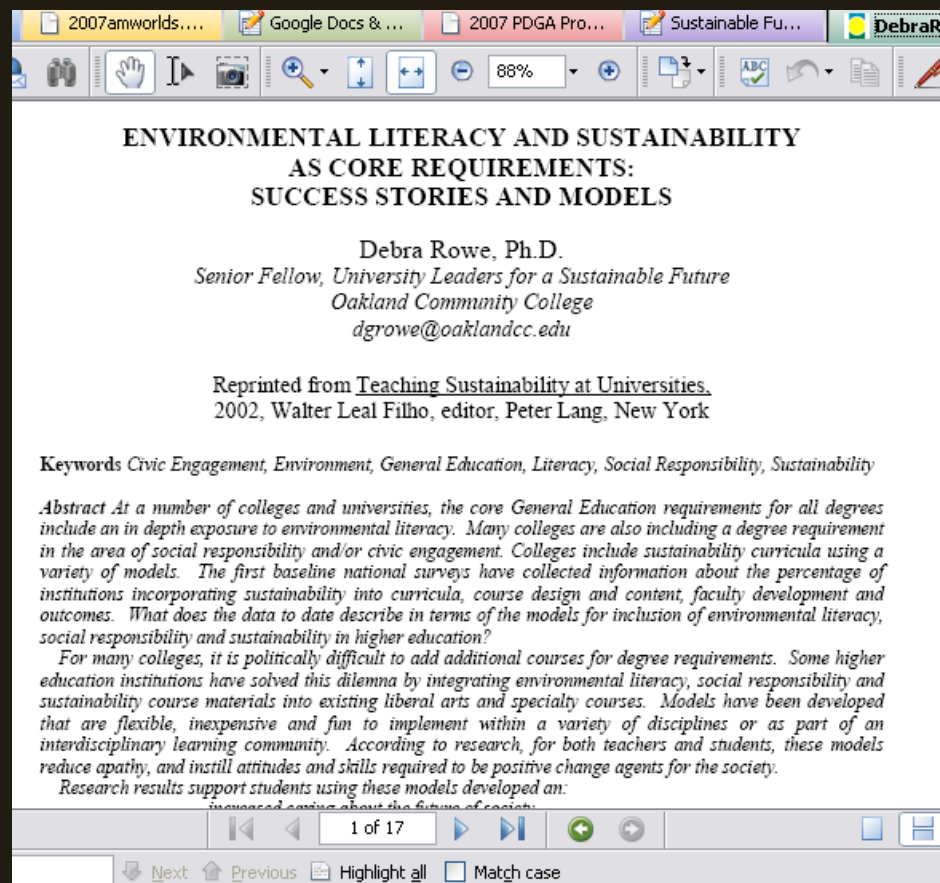 2007amworlds....
Google Docs & ...
2007 PDGA Pro...
Sustainable Fu...
DebraR
88%
ABC
ENVIRONMENTAL LITERACY AND SUSTAINABILITY
AS CORE REQUIREMENTS:
SUCCESS STORIES AND MODELS
Debra Rowe, Ph.D.
Senior Fellow, University Leaders for a Sustainable Future
Oakland Community College
dgrowe@oaklandcc.edu
Reprinted from Teaching Sustainability at Universities,
2002, Walter Leal Filho, editor, Peter Lang, New York
Keywords Civic Engagement, Environment, General Education, Literacy, Social Responsibility, Sustainability
Abstract At a number of colleges and universities, the core General Education requirements for all degrees
include an in depth exposure to environmental literacy. Many colleges are also including a degree requirement
in the area of social responsibility and/or civic engagement. Colleges include sustainability curricula using a
variety of models. The first baseline national surveys have collected information about the percentage of
institutions incorporating sustainability into curricula, course design and content, faculty development and
outcomes. What does the data to date describe in terms of the models for inclusion of environmental literacy,
social responsibility and sustainability in higher education?
For many colleges, it is politically difficult to add additional courses for degree requirements. Some higher
education institutions have solved this dilemma by integrating environmental literacy, social responsibility and
sustainability course materials into existing liberal arts and specialty courses. Models have been developed
that are flexible, inexpensive and fun to implement within a variety of disciplines or as part of an
interdisciplinary learning community. According to research, for both teachers and students, these models
reduce apathy, and instill attitudes and skills required to be positive change agents for the society.
Research results support students using these models developed an:
increased caring about the future of society
1 of 17
Next Previous Highlight all Match case